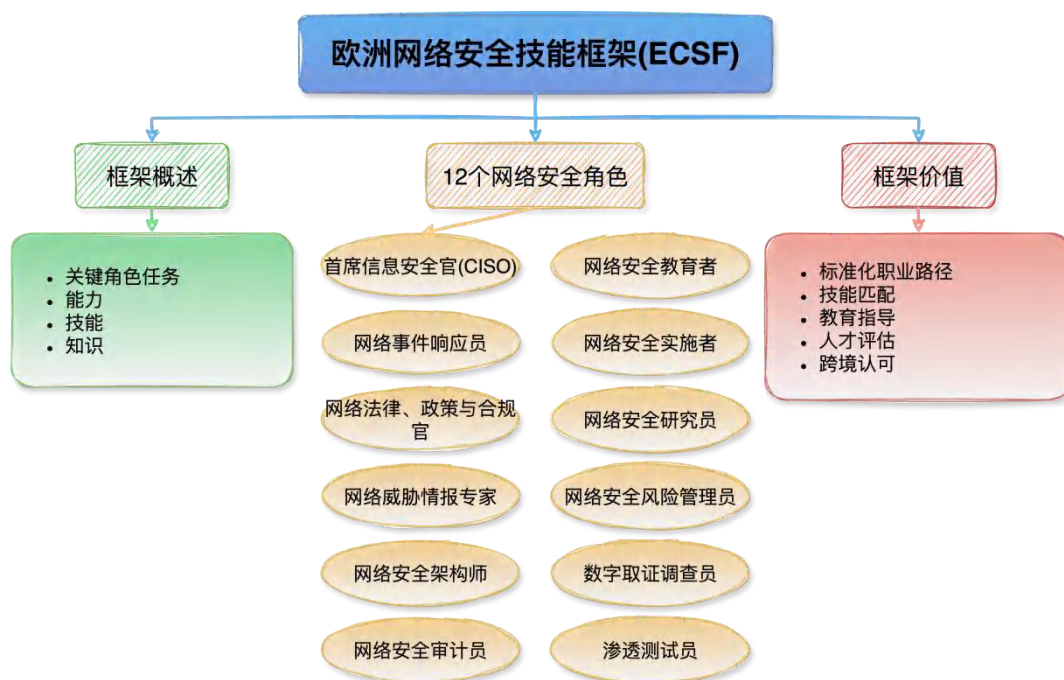 欧洲网络安全技能框架(ECSF)
框架概述
12个网络安全角色
框架价值
• 关键角色任务
• 能力
• 技能
• 知识
首席信息安全官(CISO)
网络安全教育者
网络事件响应员
网络安全实施者
网络法律、政策与合规
官
网络安全研究员
网络威胁情报专家
网络安全风险管理员
网络安全架构师
数字取证调查员
网络安全审计员
渗透测试员
• 标准化职业路径
• 技能匹配
• 教育指导
• 人才评估
• 跨境认可